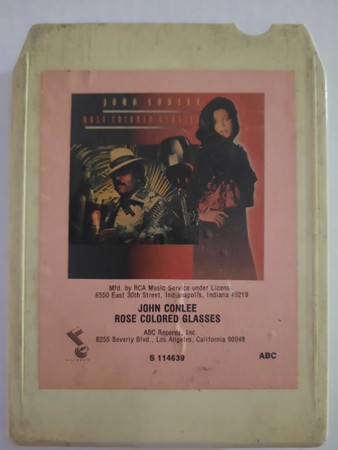 JOHN CONLEE
ROSE COLORED GLASSES
Mfd. by RCA Music Service under License
6550 East 30th Street, Indianapolis, Indiana 46219
JOHN CONLEE
ROSE COLORED GLASSES
ABC Records, Inc.
8255 Beverly Blvd., Los Angeles, California 90048
S 114639
ABC